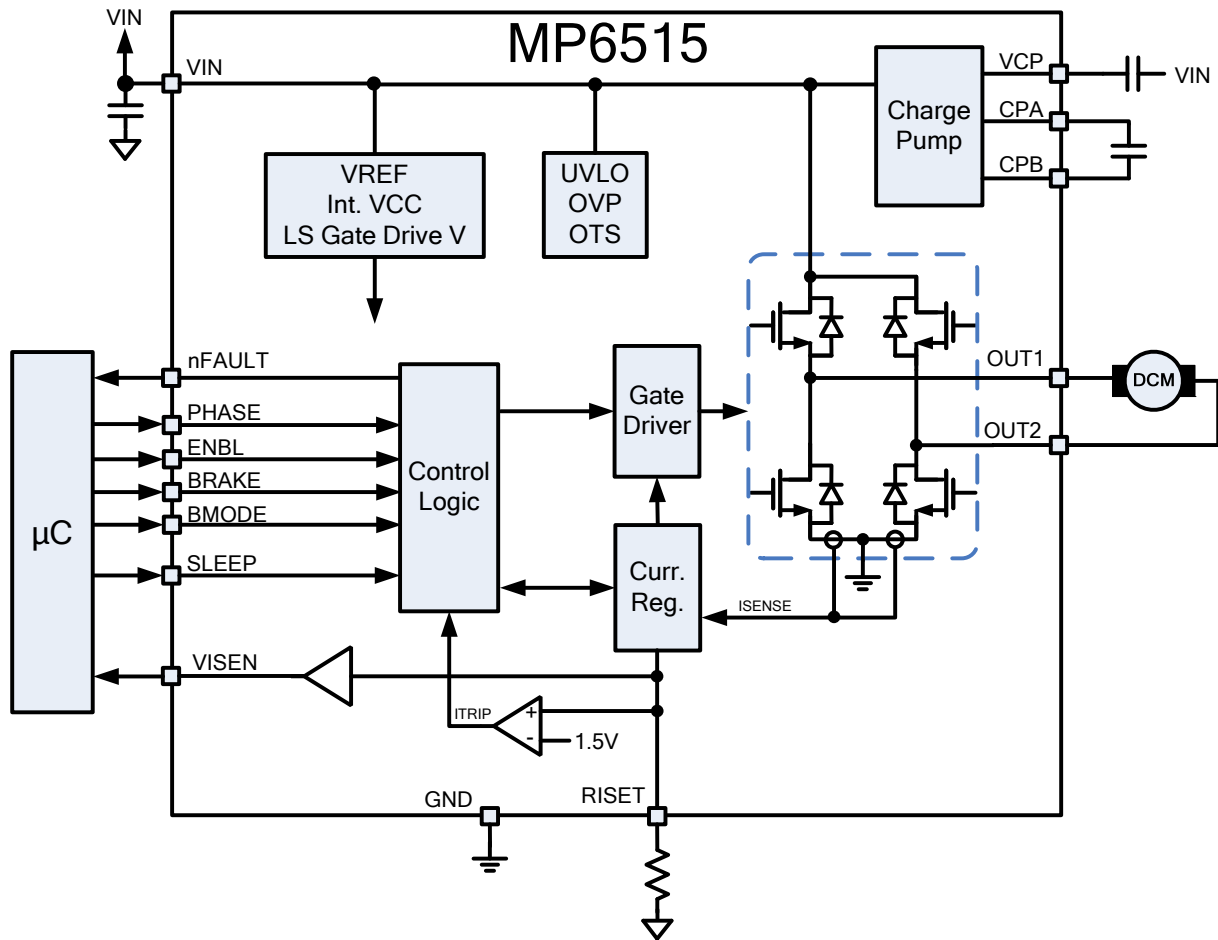 VIN
MP6515
VIN
VCP
VIN
Charge
Pump
CPA
CPB
VREF
Int. VCC
LS Gate Drive V
UVLO
OVP
OTS
nFAULT
OUT1
DCM
PHASE
Gate
Driver
OUT2
ENBL
Control
Logic
BRAKE
BMODE
µC
SLEEP
Curr.
Reg.
ISENSE
VISEN
ITRIP
+
-
1.5V
GND
RISET